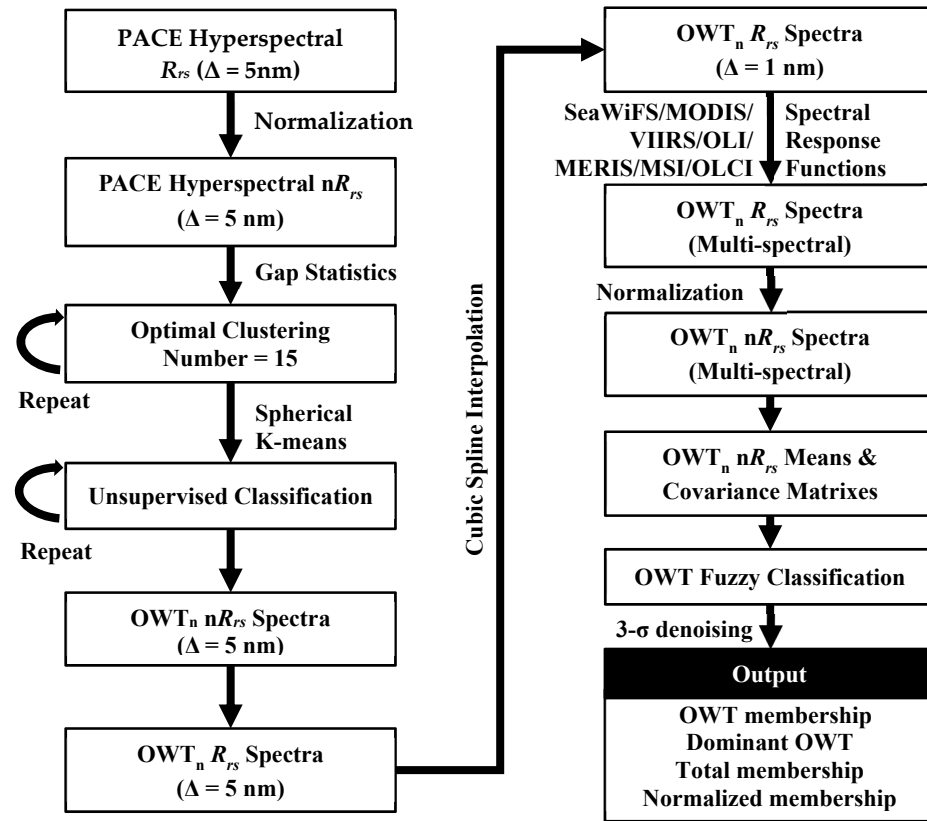 PACE Hyperspectral
Rrs (Δ = 5nm)
Normalization
PACE Hyperspectral nRrs
(Δ = 5 nm)
Gap Statistics
Optimal Clustering
Number = 15
Repeat
Spherical
K-means
Unsupervised Classification
Repeat
OWTn nRrs Spectra
(Δ = 5 nm)
OWTn Rrs Spectra
(Δ = 5 nm)
Cubic Spline Interpolation
OWTn Rrs Spectra
(Δ = 1 nm)
SeaWiFS/MODIS/
VIIRS/OLI/
MERIS/MSI/OLCI
Spectral
Response
Functions
OWTn Rrs Spectra
(Multi-spectral)
Normalization
OWTn nRrs Spectra
(Multi-spectral)
OWTn nRrs Means &
Covariance Matrixes
OWT Fuzzy Classification
3-σ denoising
Output
OWT membership
Dominant OWT
Total membership
Normalized membership